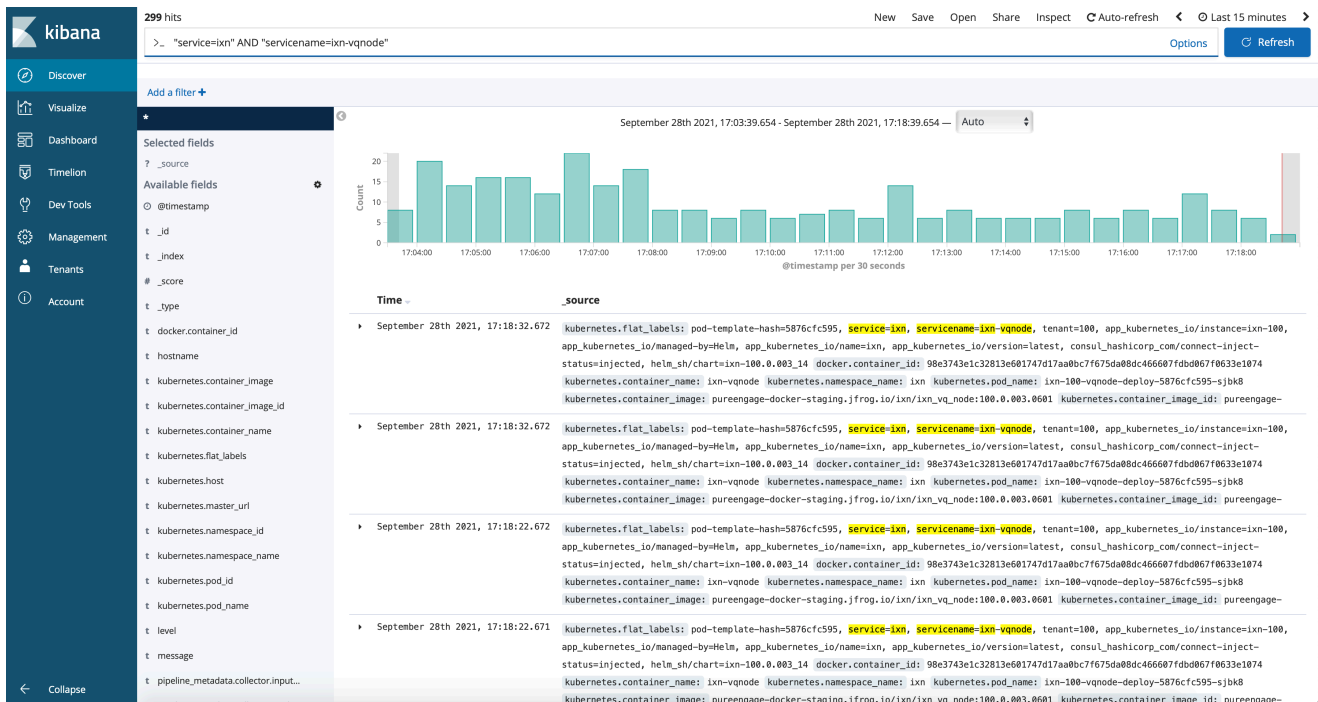 kibana
Discover
Visualize
Dashboard
Timelion
Dev Tools
Management
Tenants
Account
Collapse
299 hits
New Save Open Share Inspect Auto-refresh Last 15 minutes
>_ "service=ixn" AND "servicename=ixn-vqnode" Options Refresh
Add a filter +
*
Selected fields
? _source
Available fields
@timestamp
t _id
t _index
# _score
t _type
t docker.container_id
t hostname
t kubernetes.container_image
t kubernetes.container_image_id
t kubernetes.container_name
t kubernetes.flat_labels
t kubernetes.host
t kubernetes.master_url
t kubernetes.namespace_id
t kubernetes.namespace_name
t kubernetes.pod_id
t kubernetes.pod_name
t level
t message
t pipeline_metadata.collector.input...
September 28th 2021, 17:03:39.654 - September 28th 2021, 17:18:39.654 — Auto
Count
20
15
10
5
0
17:04:00 17:05:00 17:06:00 17:07:00 17:08:00 17:09:00 17:10:00 17:11:00 17:12:00 17:13:00 17:14:00 17:15:00 17:16:00 17:17:00 17:18:00
@timestamp per 30 seconds
Time _source
September 28th 2021, 17:18:32.672 kubernetes.flat_labels: pod-template-hash=5876cfc595, service=ixn, servicename=ixn-vqnode, tenant=100, app_kubernetes_io/instance=ixn-100,
app_kubernetes_io/managed-by=Helm, app_kubernetes_io/name=ixn, app_kubernetes_io/version=latest, consul_hashicorp_com/connect-inject-
status=injected, helm_sh/chart=ixn-100.0.003_14 docker.container_id: 98e3743e1c32813e601747d17aa0bc7f675da08dc466607fdbd067f0633e1074
kubernetes.container_name: ixn-vqnode kubernetes.namespace_name: ixn kubernetes.pod_name: ixn-100-vqnode-deploy-5876cfc595-sjbk8
kubernetes.container_image: pureengage-docker-staging.jfrog.io/ixn/ixn_vq_node:100.0.003.0601 kubernetes.container_image_id: pureengage-
September 28th 2021, 17:18:32.672 kubernetes.flat_labels: pod-template-hash=5876cfc595, service=ixn, servicename=ixn-vqnode, tenant=100, app_kubernetes_io/instance=ixn-100,
app_kubernetes_io/managed-by=Helm, app_kubernetes_io/name=ixn, app_kubernetes_io/version=latest, consul_hashicorp_com/connect-inject-
status=injected, helm_sh/chart=ixn-100.0.003_14 docker.container_id: 98e3743e1c32813e601747d17aa0bc7f675da08dc466607fdbd067f0633e1074
kubernetes.container_name: ixn-vqnode kubernetes.namespace_name: ixn kubernetes.pod_name: ixn-100-vqnode-deploy-5876cfc595-sjbk8
kubernetes.container_image: pureengage-docker-staging.jfrog.io/ixn/ixn_vq_node:100.0.003.0601 kubernetes.container_image_id: pureengage-
September 28th 2021, 17:18:22.672 kubernetes.flat_labels: pod-template-hash=5876cfc595, service=ixn, servicename=ixn-vqnode, tenant=100, app_kubernetes_io/instance=ixn-100,
app_kubernetes_io/managed-by=Helm, app_kubernetes_io/name=ixn, app_kubernetes_io/version=latest, consul_hashicorp_com/connect-inject-
status=injected, helm_sh/chart=ixn-100.0.003_14 docker.container_id: 98e3743e1c32813e601747d17aa0bc7f675da08dc466607fdbd067f0633e1074
kubernetes.container_name: ixn-vqnode kubernetes.namespace_name: ixn kubernetes.pod_name: ixn-100-vqnode-deploy-5876cfc595-sjbk8
kubernetes.container_image: pureengage-docker-staging.jfrog.io/ixn/ixn_vq_node:100.0.003.0601 kubernetes.container_image_id: pureengage-
September 28th 2021, 17:18:22.671 kubernetes.flat_labels: pod-template-hash=5876cfc595, service=ixn, servicename=ixn-vqnode, tenant=100, app_kubernetes_io/instance=ixn-100,
app_kubernetes_io/managed-by=Helm, app_kubernetes_io/name=ixn, app_kubernetes_io/version=latest, consul_hashicorp_com/connect-inject-
status=injected, helm_sh/chart=ixn-100.0.003_14 docker.container_id: 98e3743e1c32813e601747d17aa0bc7f675da08dc466607fdbd067f0633e1074
kubernetes.container_name: ixn-vqnode kubernetes.namespace_name: ixn kubernetes.pod_name: ixn-100-vqnode-deploy-5876cfc595-sjbk8
kubernetes.container_image: pureengage-docker-staging.jfrog.io/ixn/ixn_vq_node:100.0.003.0601 kubernetes.container_image_id: pureengage-